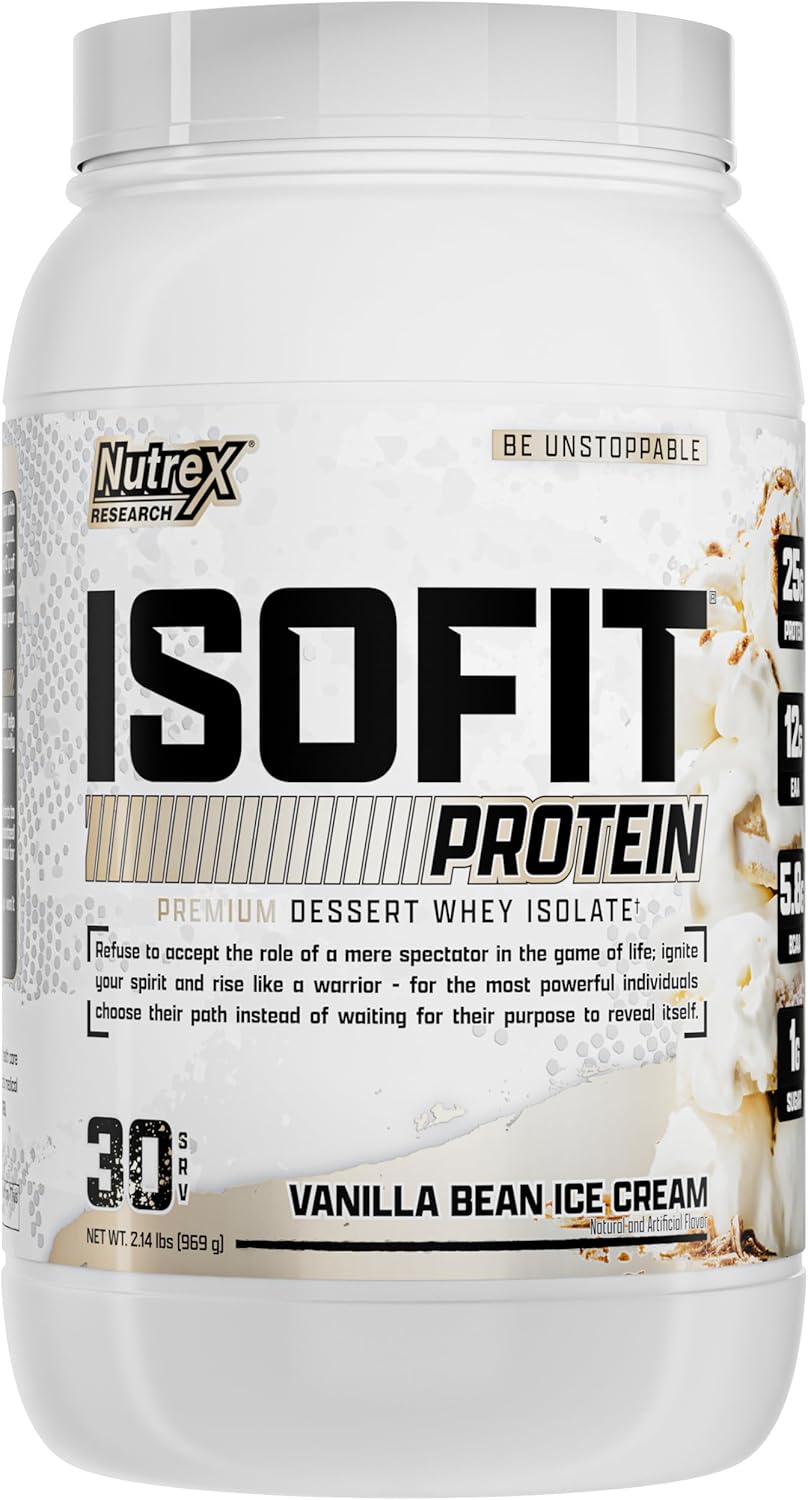 Nutrex®
RESEARCH
BE UNSTOPPABLE
ISOFIT®
PROTEIN
PREMIUM DESSERT WHEY ISOLATE†
Refuse to accept the role of a mere spectator in the game of life; ignite
your spirit and rise like a warrior - for the most powerful individuals
choose their path instead of waiting for their purpose to reveal itself.
25g
PROTEIN
12g
EAA
5.8g
BCAA
1G
SUGAR
30 SRV
NET WT. 2.14 lbs (969 g)
VANILLA BEAN ICE CREAM
Natural and Artificial Flavor